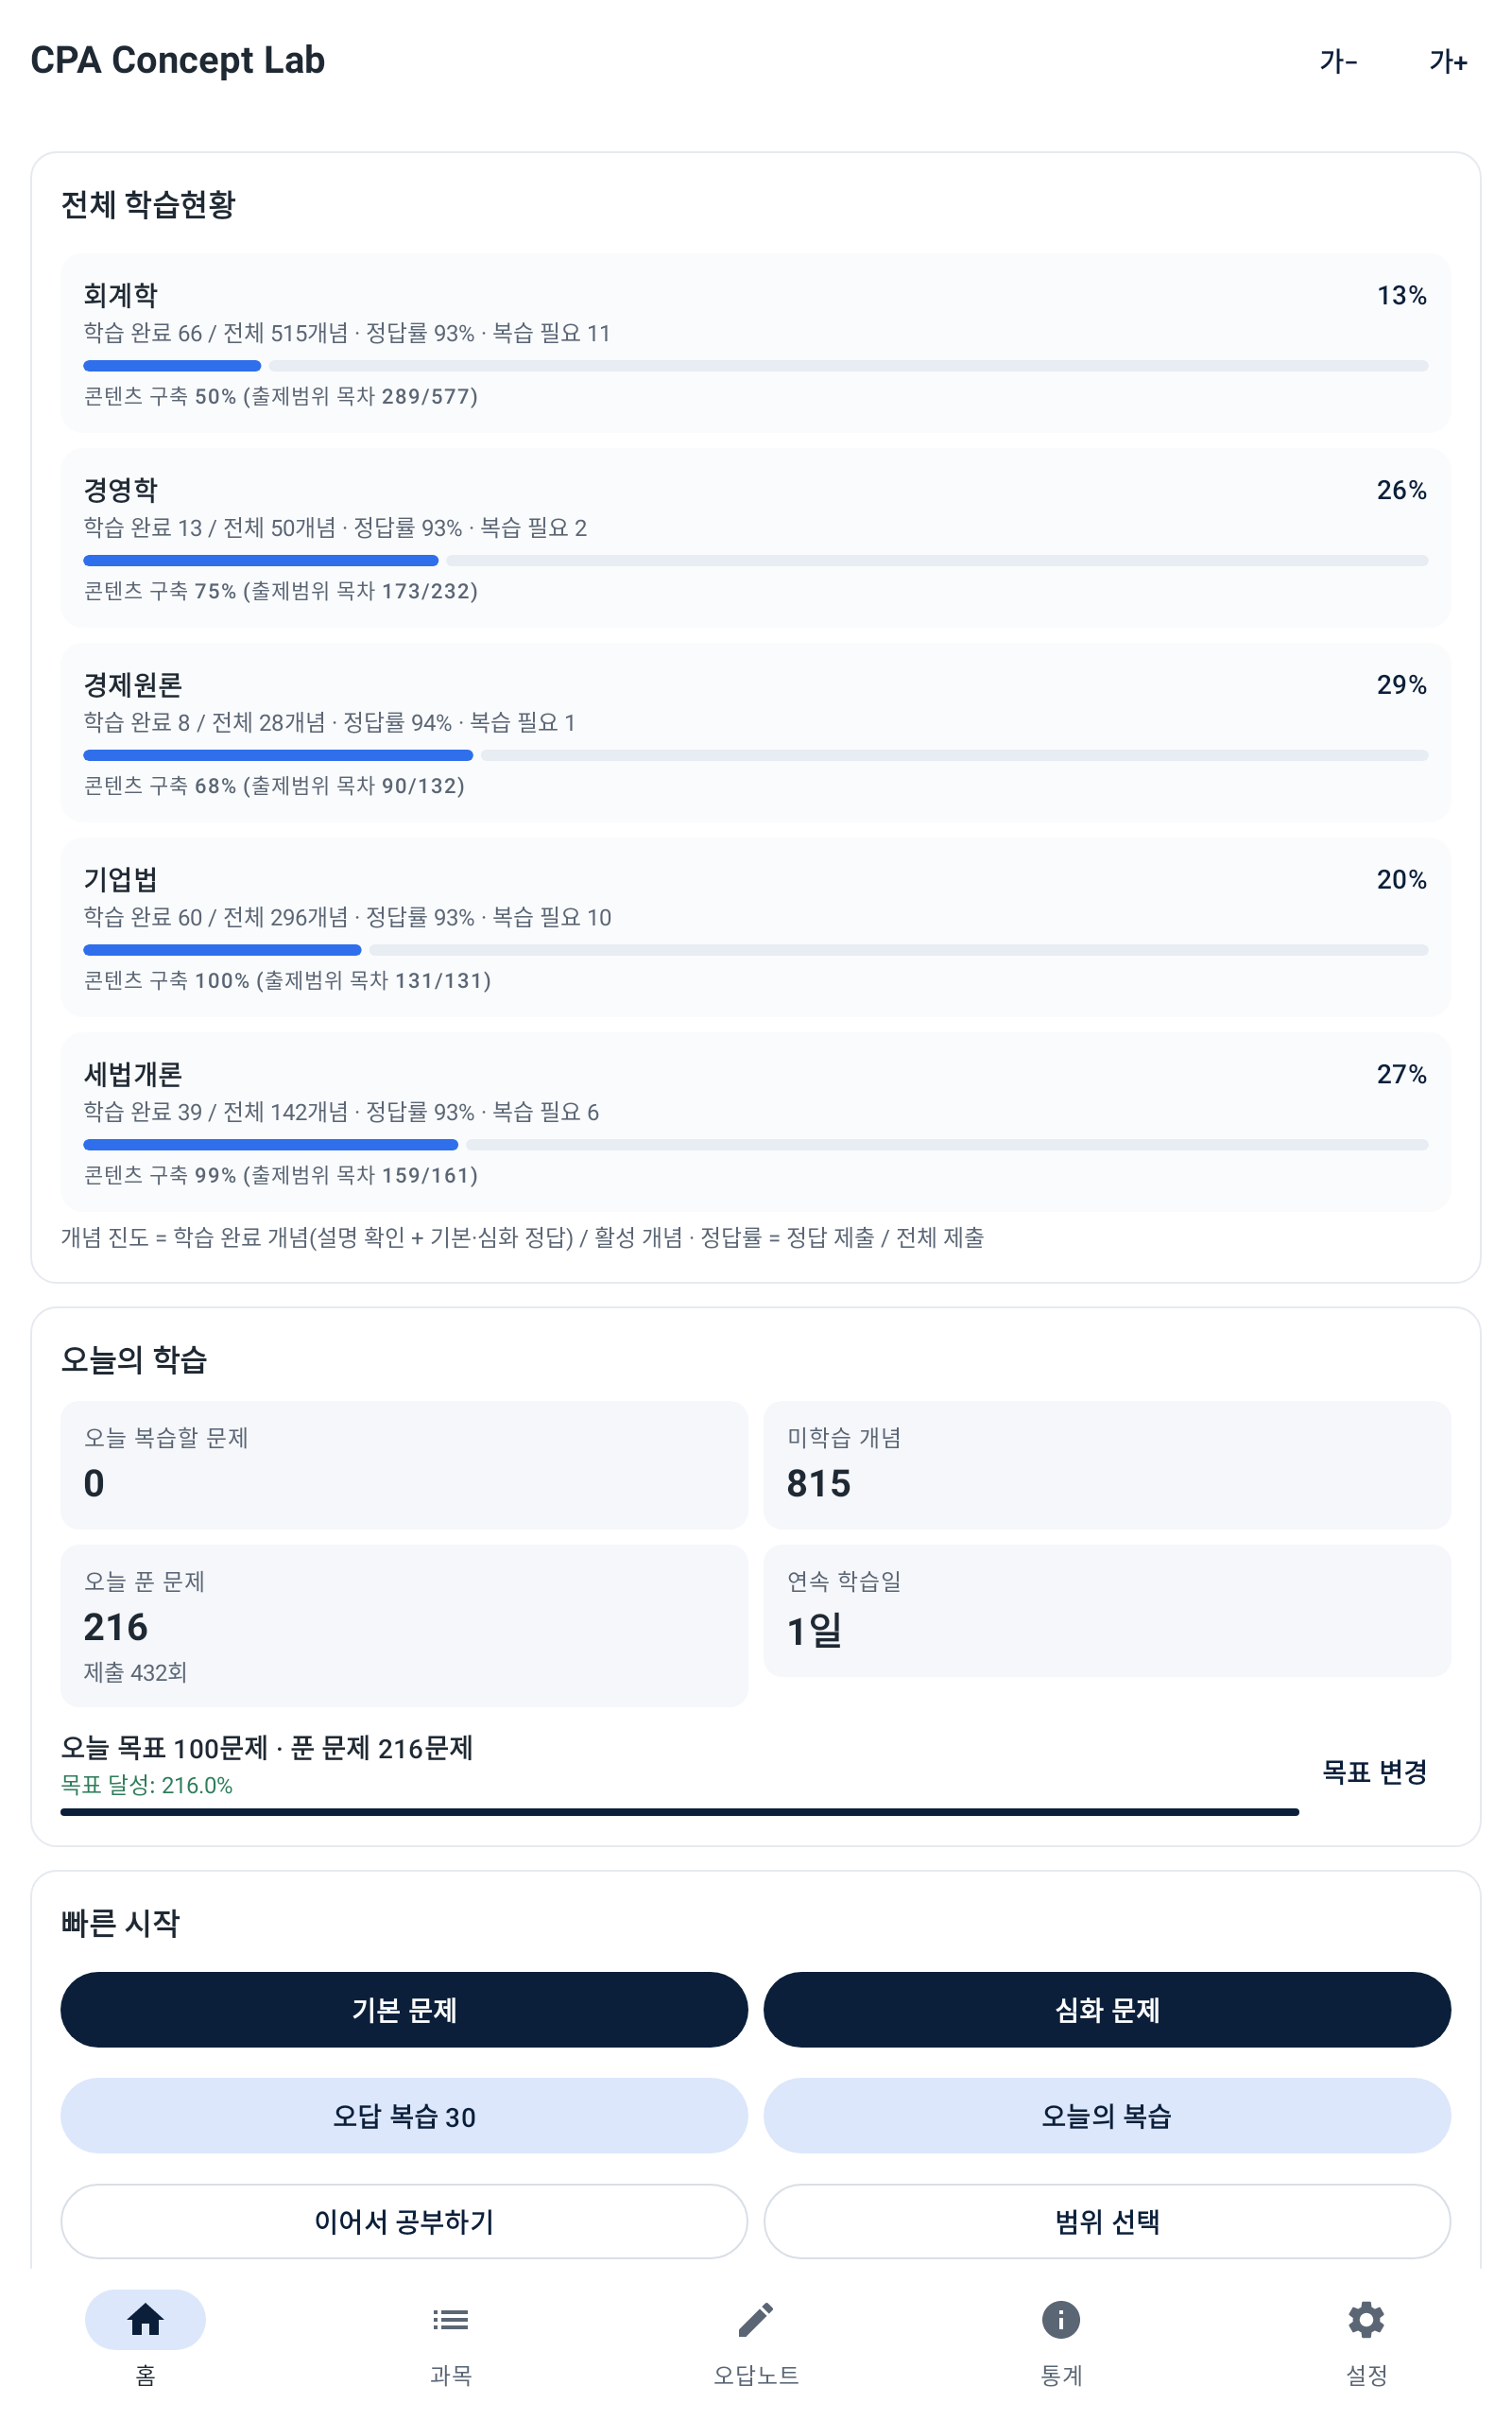 CPA Concept Lab
가- 가+
전체 학습현황
회계학 13%
학습 완료 66 / 전체 515개념 · 정답률 93% · 복습 필요 11
콘텐츠 구축 50% (출제범위 목차 289/577)
경영학 26%
학습 완료 13 / 전체 50개념 · 정답률 93% · 복습 필요 2
콘텐츠 구축 75% (출제범위 목차 173/232)
경제원론 29%
학습 완료 8 / 전체 28개념 · 정답률 94% · 복습 필요 1
콘텐츠 구축 68% (출제범위 목차 90/132)
기업법 20%
학습 완료 60 / 전체 296개념 · 정답률 93% · 복습 필요 10
콘텐츠 구축 100% (출제범위 목차 131/131)
세법개론 27%
학습 완료 39 / 전체 142개념 · 정답률 93% · 복습 필요 6
콘텐츠 구축 99% (출제범위 목차 159/161)
개념 진도 = 학습 완료 개념(설명 확인 + 기본·심화 정답) / 활성 개념 · 정답률 = 정답 제출 / 전체 제출
오늘의 학습
오늘 복습할 문제
0
미학습 개념
815
오늘 푼 문제
216
제출 432회
연속 학습일
1일
오늘 목표 100문제 · 푼 문제 216문제
목표 달성: 216.0%
목표 변경
빠른 시작
기본 문제
심화 문제
오답 복습 30
오늘의 복습
이어서 공부하기
범위 선택
홈
과목
오답노트
통계
설정